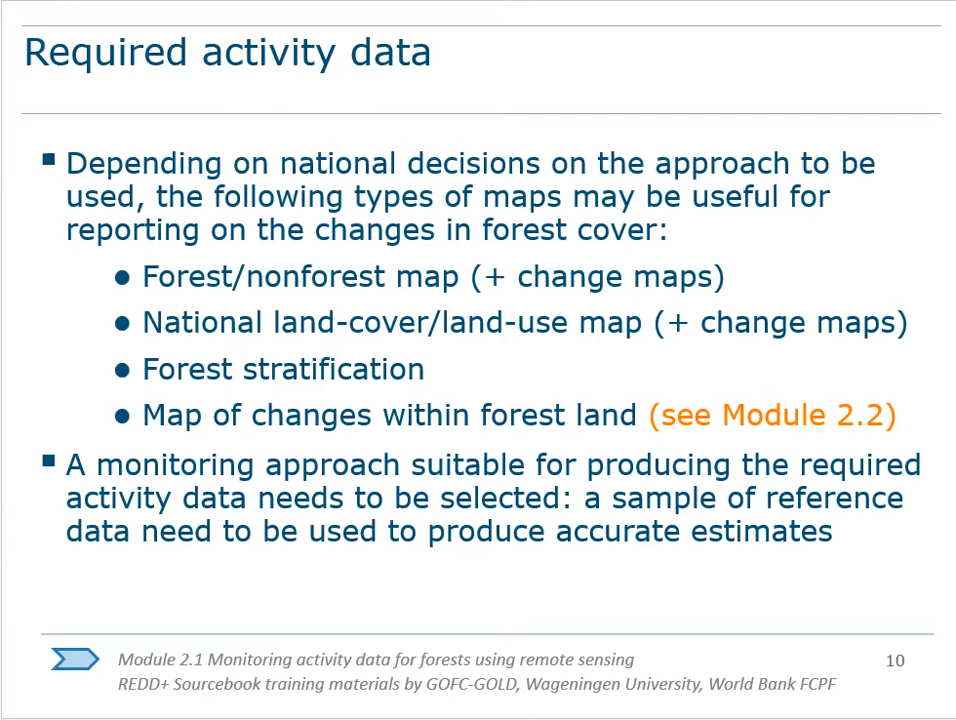 Required activity data
▪ Depending on national decisions on the approach to be
used, the following types of maps may be useful for
reporting on the changes in forest cover:
● Forest/nonforest map (+ change maps)
● National land-cover/land-use map (+ change maps)
● Forest stratification
● Map of changes within forest land (see Module 2.2)
▪ A monitoring approach suitable for producing the required
activity data needs to be selected: a sample of reference
data need to be used to produce accurate estimates
Module 2.1 Monitoring activity data for forests using remote sensing
REDD+ Sourcebook training materials by GOFC-GOLD, Wageningen University, World Bank FCPF
10